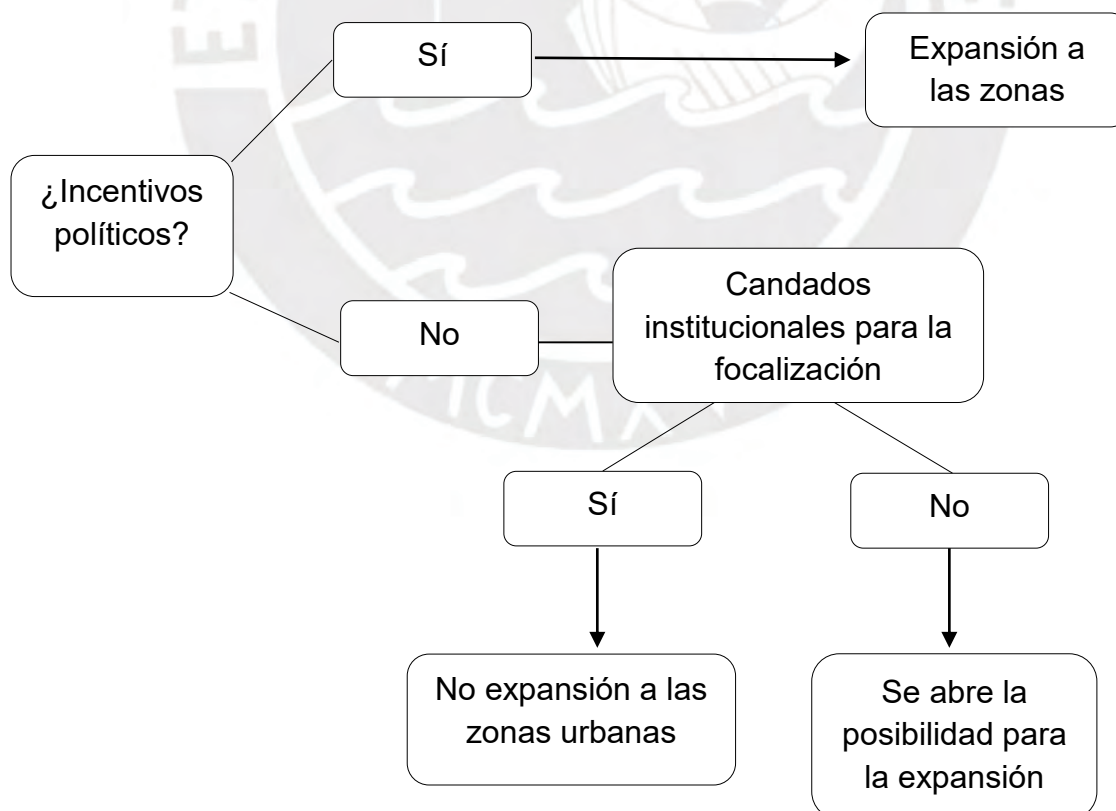 Sí
Expansión a
las zonas
¿Incentivos
políticos?
No
Candados
institucionales para la
focalización
Sí
No
No expansión a las
zonas urbanas
Se abre la
posibilidad para
la expansión